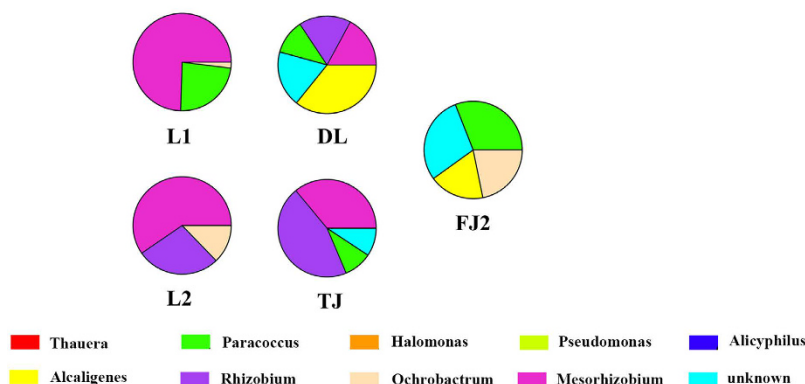 L1
DL
FJ2
L2
TJ
Thauera
Paracoccus
Halomonas
Pseudomonas
Alicyphilus
Alcaligenes
Rhizobium
Ochrobactrum
Mesorhizobium
unknown